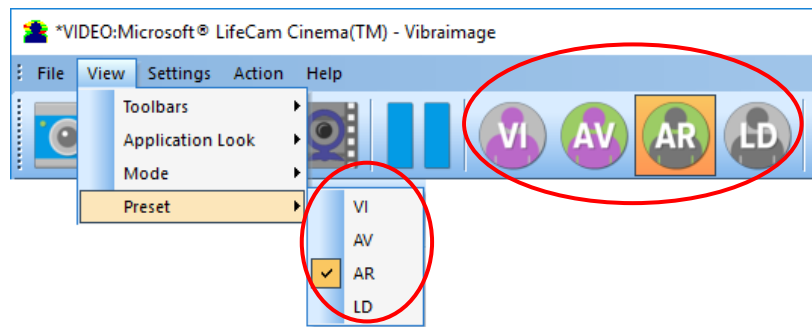 *VIDEO:Microsoft® LifeCam Cinema(TM) - Vibraimage
File View Settings Action Help
VI AV AR LD
Toolbars
Application Look
Mode
Preset
VI
AV
AR
LD